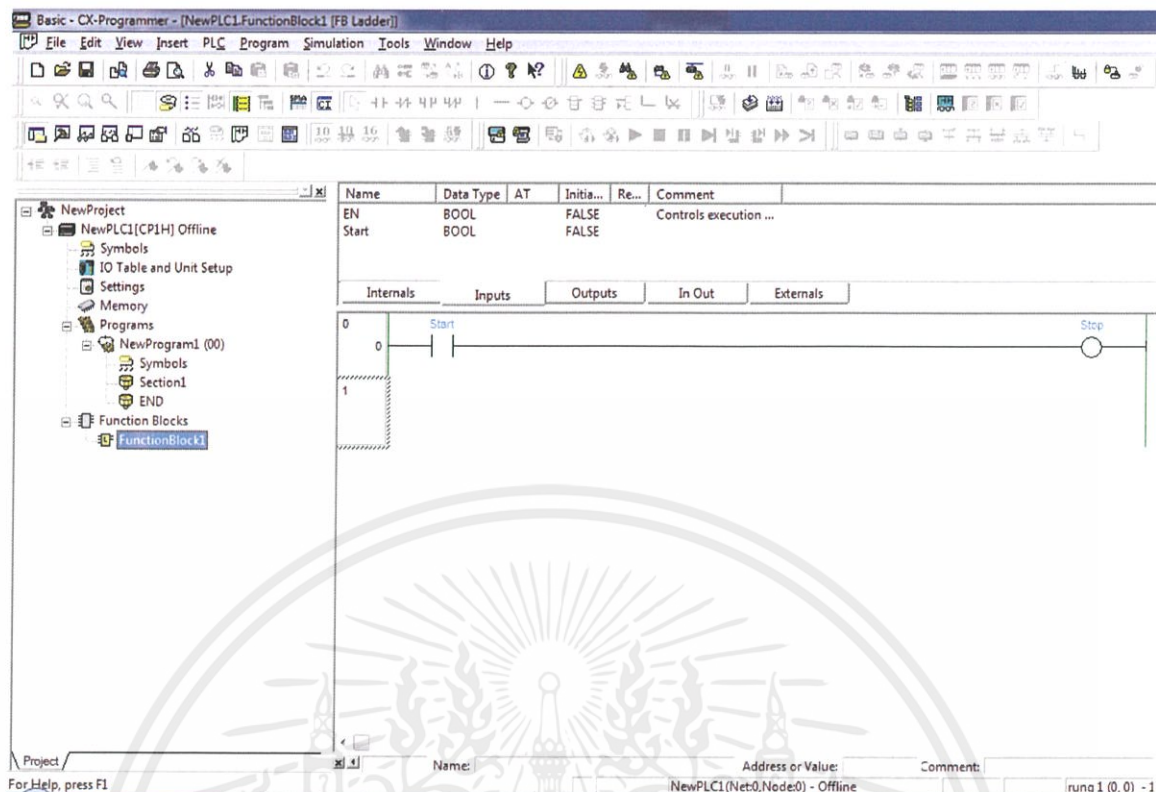 Basic - CX-Programmer - [NewPLC1.FunctionBlock1 [FB Ladder]]
File Edit View Insert PLC Program Simulation Tools Window Help
NewProject
NewPLC1[CP1H] Offline
Symbols
IO Table and Unit Setup
Settings
Memory
Programs
NewProgram1 (00)
Symbols
Section1
END
Function Blocks
FunctionBlock1
Project
Name Data Type AT Initia... Re... Comment
EN BOOL FALSE Controls execution ...
Start BOOL FALSE
Internals Inputs Outputs In Out Externals
0 Start Stop
0
1
Name: Address or Value: Comment:
For Help, press F1 NewPLC1(Net:0,Node:0) - Offline rung 1 (0, 0) - 1